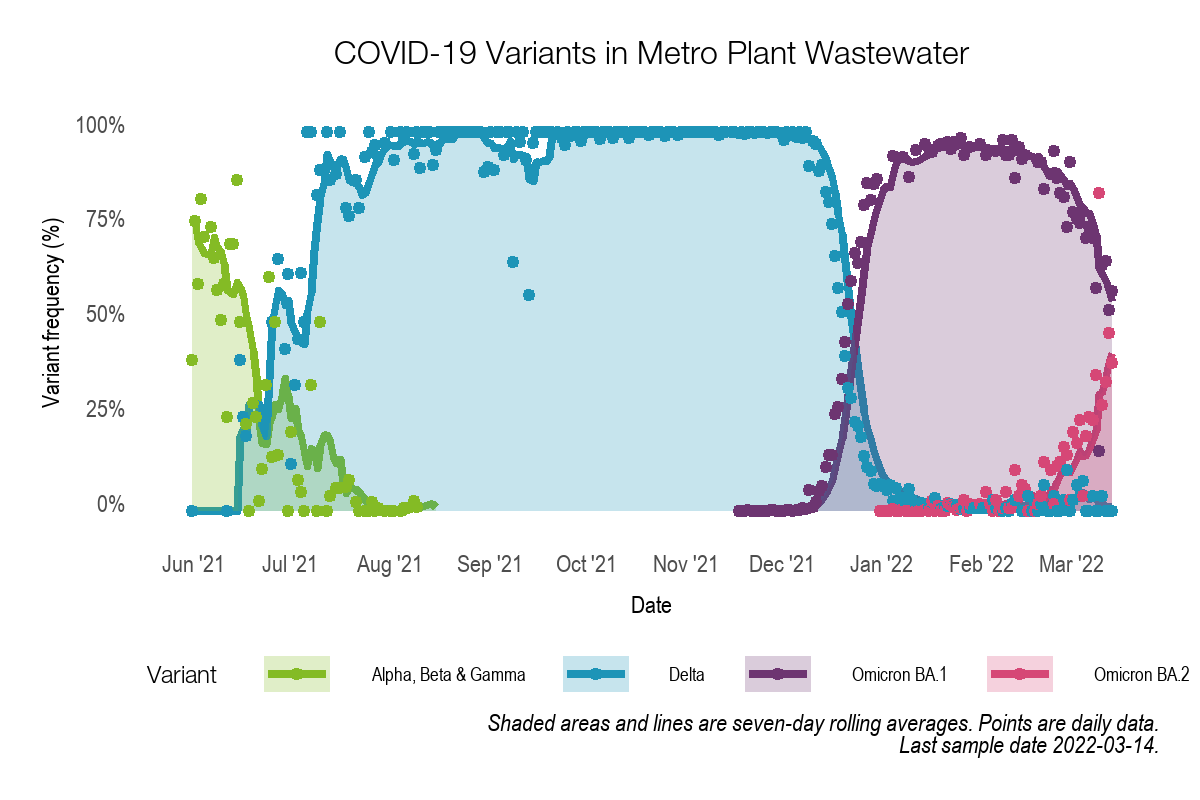 COVID-19 Variants in Metro Plant Wastewater
100%
75%
50%
25%
0%
Variant frequency (%)
Jun '21 Jul '21 Aug '21 Sep '21 Oct '21 Nov '21 Dec '21 Jan '22 Feb '22 Mar '22
Date
Variant Alpha, Beta & Gamma Delta Omicron BA.1 Omicron BA.2
Shaded areas and lines are seven-day rolling averages. Points are daily data.
Last sample date 2022-03-14.